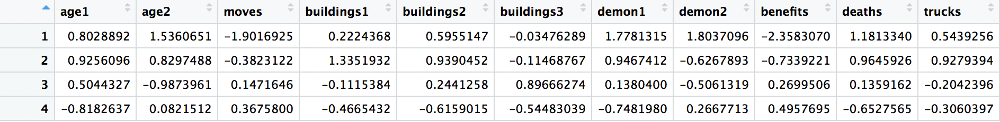 age1 age2 moves buildings1 buildings2 buildings3 demon1 demon2 benefits deaths trucks
1 0.8028892 1.5360651 −1.9016925 0.2224368 0.5955147 −0.03476289 1.7781315 1.8037096 −2.3583070 1.1813340 0.5439256
2 0.9256096 0.8297488 −0.3823122 1.3351932 0.9390452 −0.11468767 0.9467412 −0.6267893 −0.7339221 0.9645926 0.9279394
3 0.5044327 −0.9873961 0.1471646 −0.1115384 0.2441258 0.89666274 0.1380400 −0.5061319 0.2699506 0.1359162 −0.2042396
4 −0.8182637 0.0821512 0.3675800 −0.4665432 −0.6159015 −0.54483039 −0.7481980 0.2667713 0.4957695 −0.6527565 −0.3060397